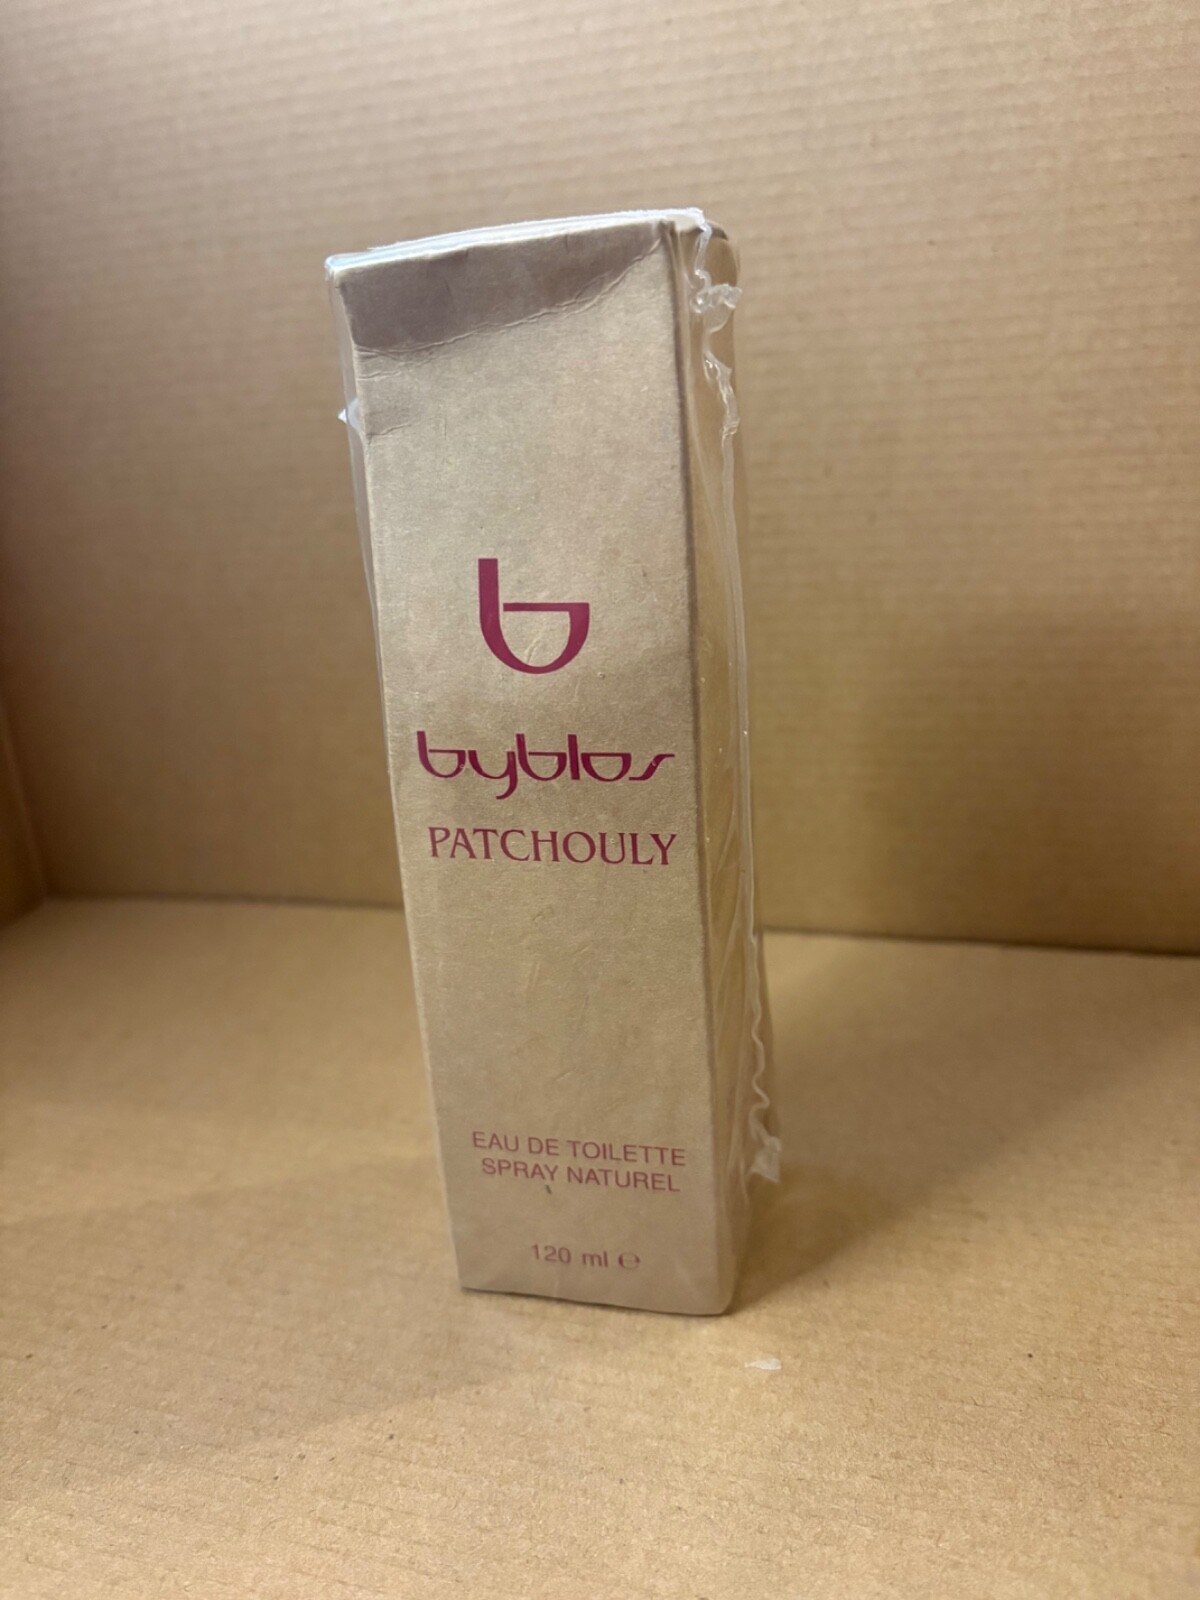 b
byblos
PATCHOULY
EAU DE TOILETTE
SPRAY NATUREL
120 ml ℮